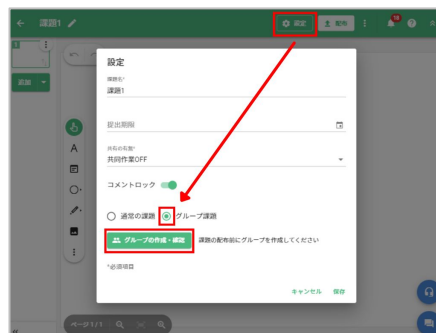 課題1
設定
配布
10
1
追加
設定
課題名*
課題1
提出期限
共有の有無*
共同作業OFF
コメントロック
通常の課題
グループ課題
グループの作成・確認
課題の配布前にグループを作成してください
*必須項目
キャンセル
保存
A
ページ 1 / 1